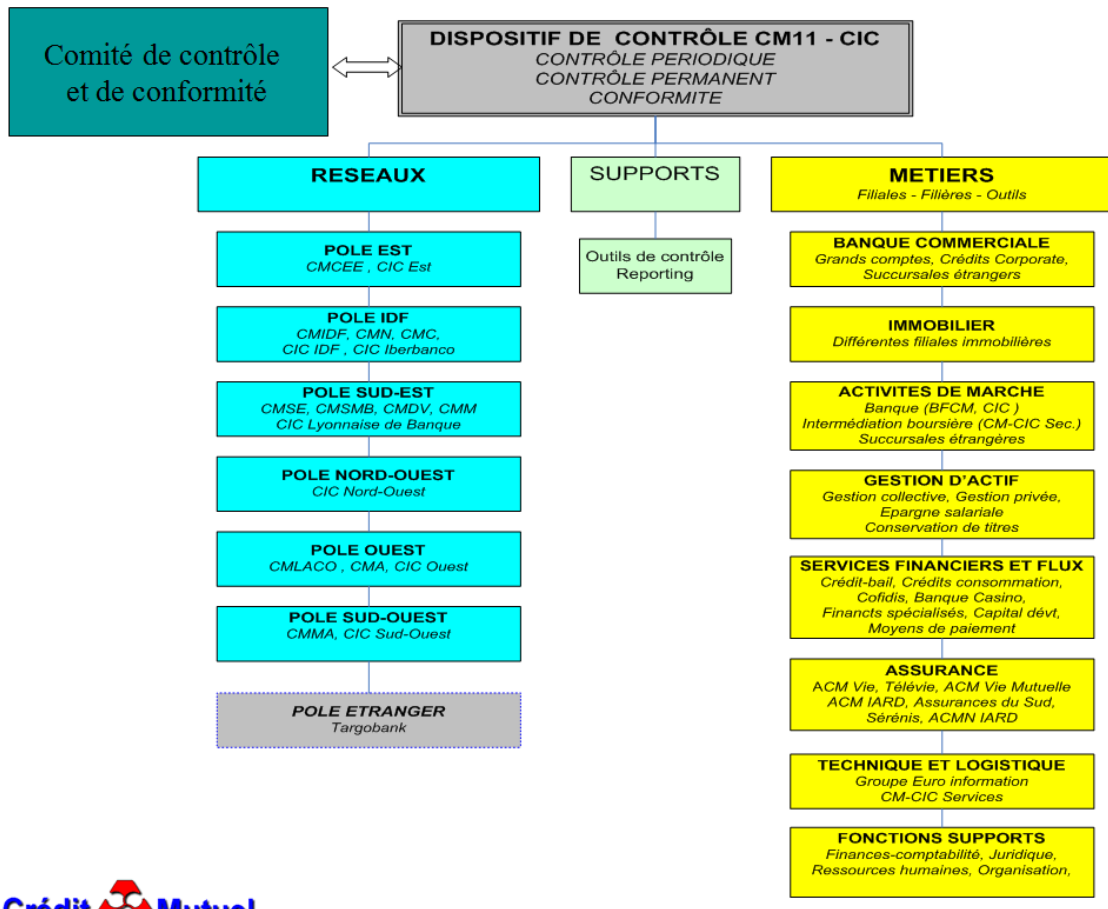 Comité de contrôle
et de conformité
DISPOSITIF DE CONTRÔLE CM11 - CIC
CONTRÔLE PERIODIQUE
CONTRÔLE PERMANENT
CONFORMITE
RESEAUX
POLE EST
CMCEE , CIC Est
POLE IDF
CMIDF, CMN, CMC,
CIC IDF , CIC Iberbanco
POLE SUD-EST
CMSE, CMSMB, CMDV, CMM
CIC Lyonnaise de Banque
POLE NORD-OUEST
CIC Nord-Ouest
POLE OUEST
CMLACO , CMA, CIC Ouest
POLE SUD-OUEST
CMMA, CIC Sud-Ouest
POLE ETRANGER
Targobank
SUPPORTS
Outils de contrôle
Reporting
METIERS
Filiales - Filières - Outils
BANQUE COMMERCIALE
Grands comptes, Crédits Corporate,
Succursales étrangers
IMMOBILIER
Différentes filiales immobilières
ACTIVITES DE MARCHE
Banque (BFCM, CIC )
Intermédiation boursière (CM-CIC Sec.)
Succursales étrangères
GESTION D'ACTIF
Gestion collective, Gestion privée,
Epargne salariale
Conservation de titres
SERVICES FINANCIERS ET FLUX
Crédit-bail, Crédits consommation,
Cofidis, Banque Casino,
Financts spécialisés, Capital dévt,
Moyens de paiement
ASSURANCE
ACM Vie, Télévie, ACM Vie Mutuelle
ACM IARD, Assurances du Sud,
Sérénis, ACMN IARD
TECHNIQUE ET LOGISTIQUE
Groupe Euro information
CM-CIC Services
FONCTIONS SUPPORTS
Finances-comptabilité, Juridique,
Ressources humaines, Organisation,
Crédit Mutuel